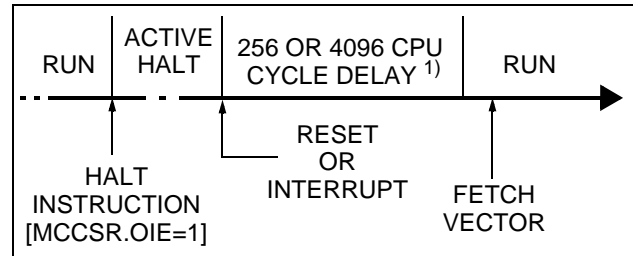 RUN
ACTIVE
HALT
256 OR 4096 CPU
CYCLE DELAY 1)
RUN
HALT
INSTRUCTION
[MCCSR.OIE=1]
RESET
OR
INTERRUPT
FETCH
VECTOR